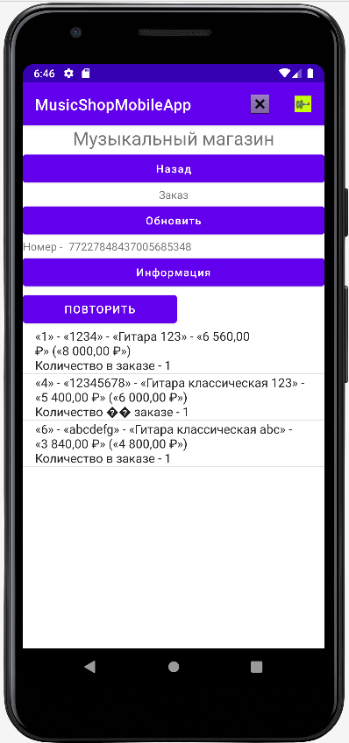 6:46
MusicShopMobileApp
Музыкальный магазин
Назад
Заказ
Обновить
Номер - 77227848437005685348
Информация
ПОВТОРИТЬ
«1» - «1234» - «Гитара 123» - «6 560,00
₽» («8 000,00 ₽»)
Количество в заказе - 1
«4» - «12345678» - «Гитара классическая 123» -
«5 400,00 ₽» («6 000,00 ₽»)
Количество �� заказе - 1
«6» - «abcdefg» - «Гитара классическая abc» -
«3 840,00 ₽» («4 800,00 ₽»)
Количество в заказе - 1